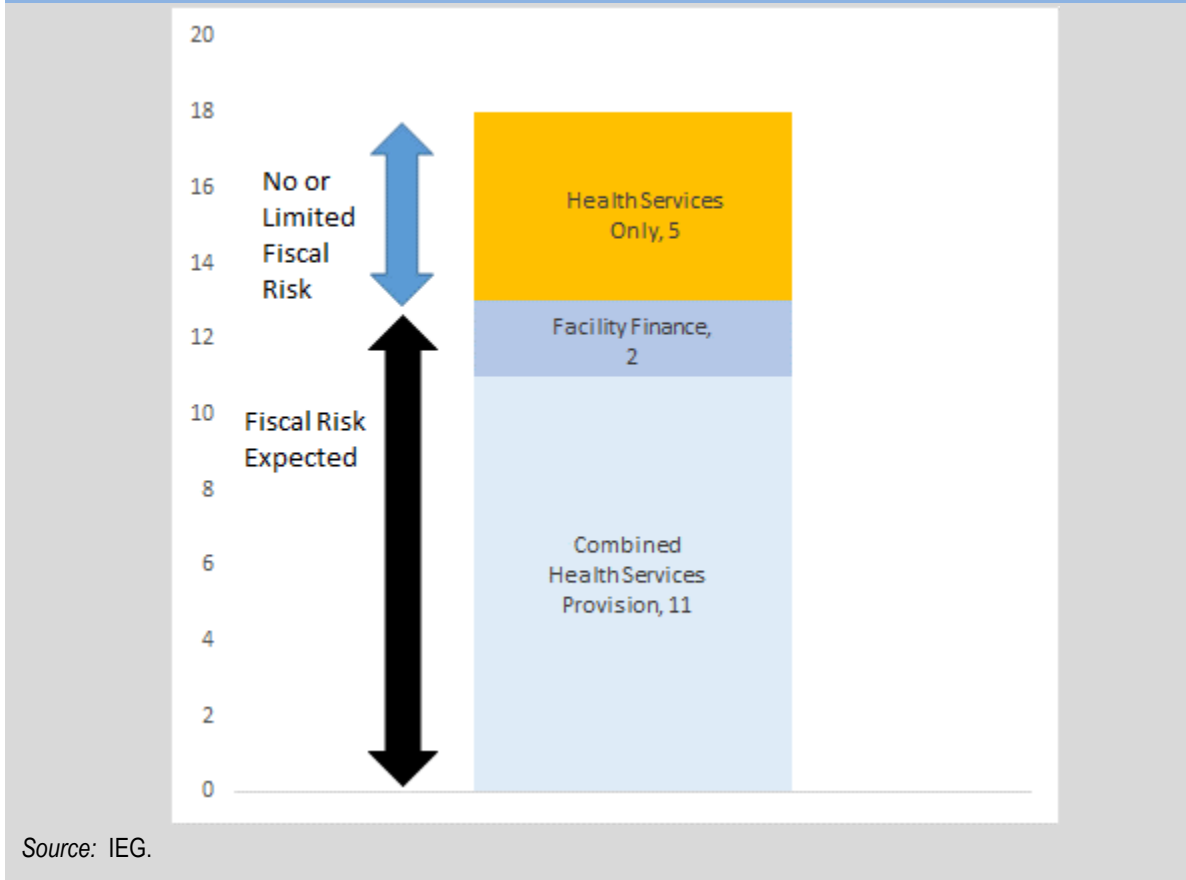 20
18
16
14
12
10
8
6
4
2
0
No or
Limited
Fiscal
Risk
Fiscal Risk
Expected
Health Services
Only, 5
Facility Finance,
2
Combined
Health Services
Provision, 11
Source: IEG.